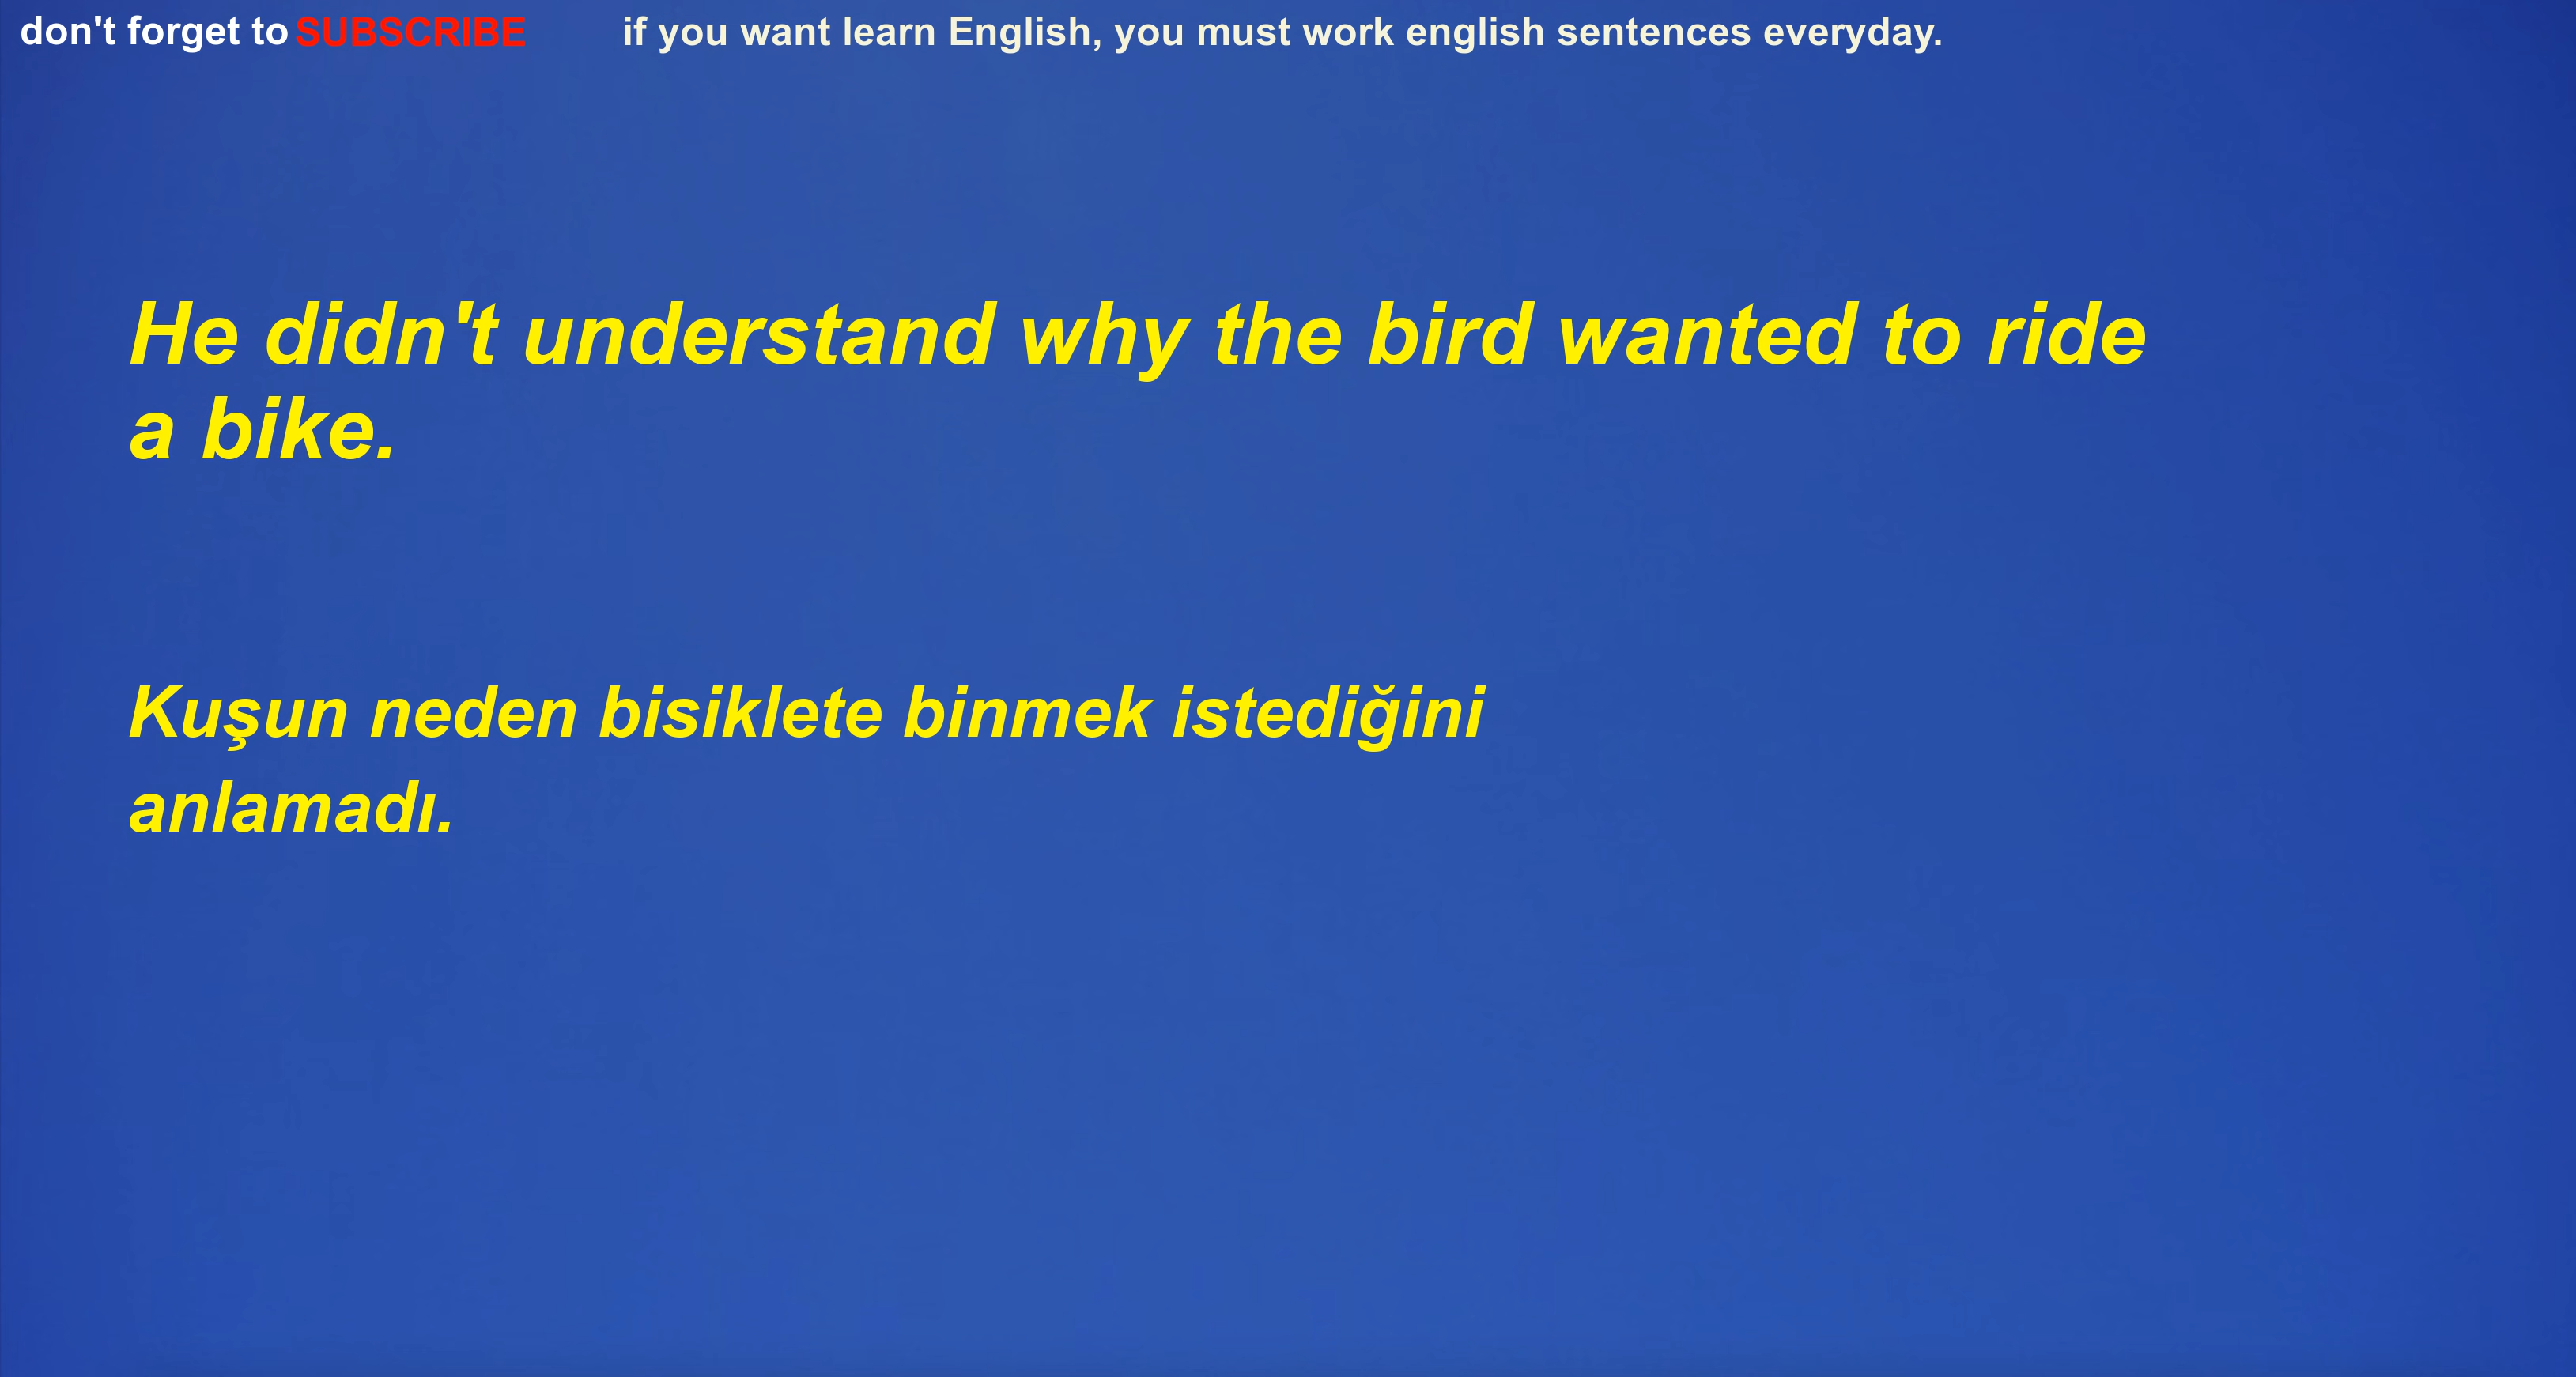 don't forget to SUBSCRIBE if you want learn English, you must work english sentences everyday.
He didn't understand why the bird wanted to ride
a bike.
Kuşun neden bisiklete binmek istediğini
anlamadı.